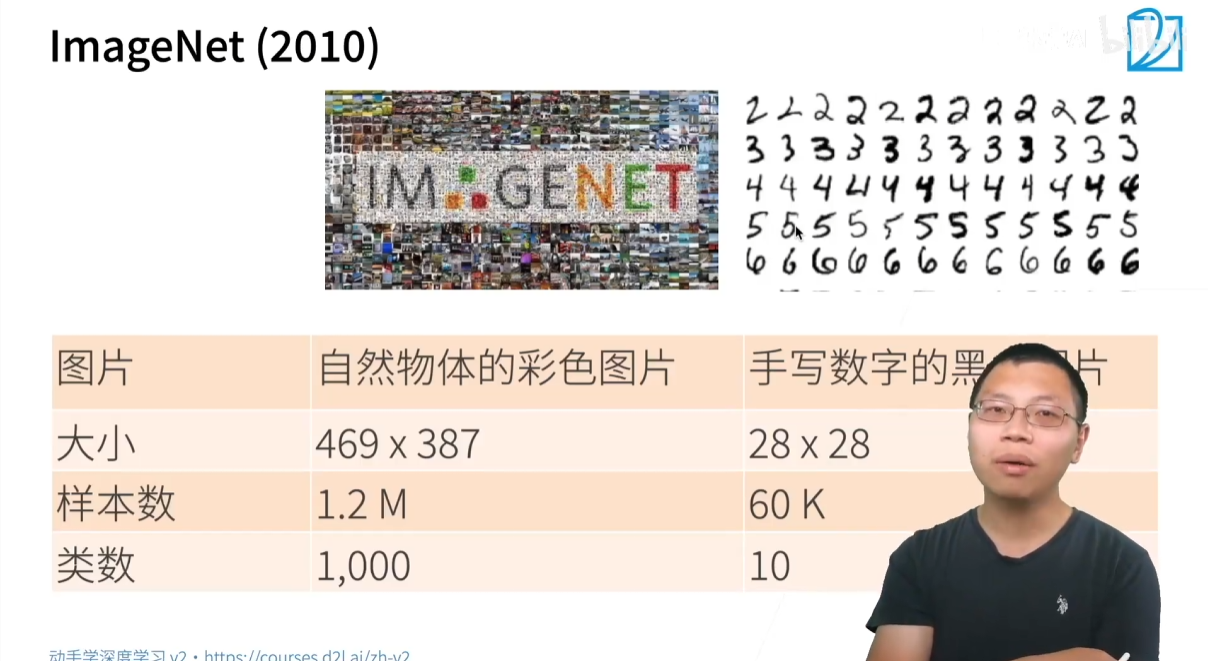 ImageNet (2010)
bilibili
IMAGENET
2 2 2 2 2 2 2 2 2 2 2 2
3 3 3 3 3 3 3 3 3 3 3 3
4 4 4 4 4 4 4 4 4 4 4 4
5 5 5 5 5 5 5 5 5 5 5 5
6 6 6 6 6 6 6 6 6 6 6 6
图片 自然物体的彩色图片 手写数字的黑 片
大小 469 x 387 28 x 28
样本数 1.2 M 60 K
类数 1,000 10
动手学深度学习 v2 · https://courses.d2l.ai/zh-v2